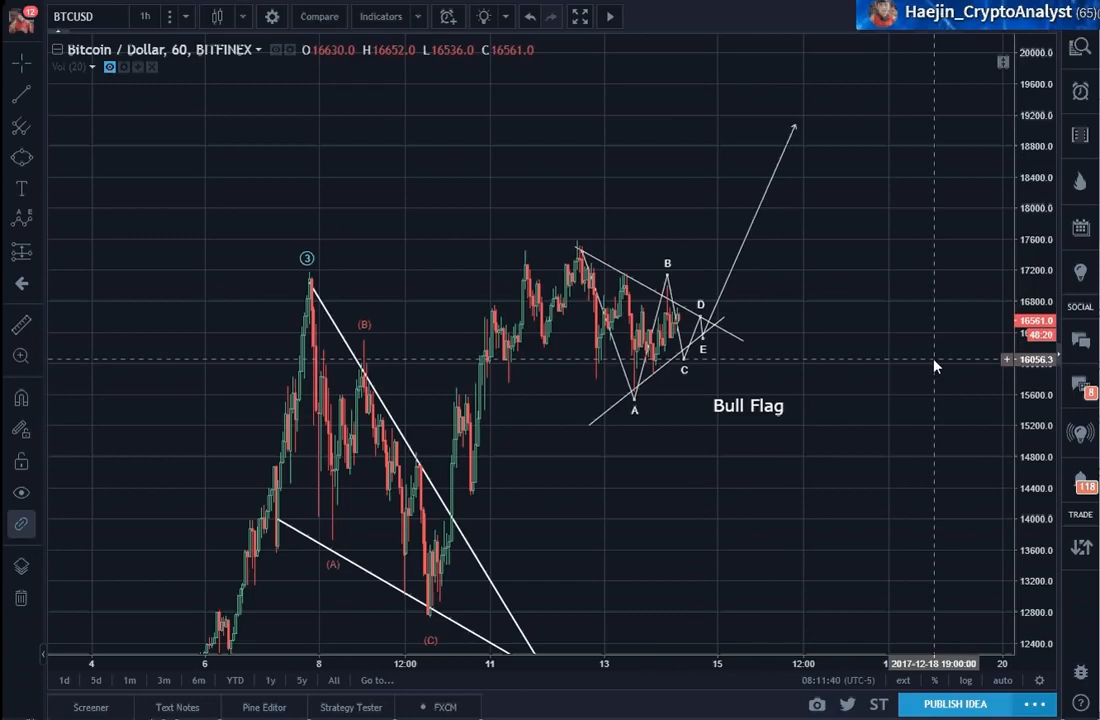 12
BTCUSD
1h
Compare
Indicators
Haejin_CryptoAnalyst (65)
Bitcoin / Dollar, 60, BITFINEX
O16630.0 H16652.0 L16536.0 C16561.0
Vol (20)
20000.0
19600.0
19200.0
18800.0
18400.0
18000.0
17600.0
17200.0
16800.0
16561.0
48:20
16056.3
15600.0
15200.0
14800.0
14400.0
14000.0
13600.0
13200.0
12800.0
12400.0
3
(B)
(A)
(C)
B
D
E
C
A
Bull Flag
SOCIAL
8
118
TRADE
4
6
8
12:00
11
13
15
12:00
2017-12-18 19:00:00
20
1d
5d
1m
3m
6m
YTD
1y
5y
All
Go to...
08:11:40 (UTC-5)
ext
%
log
auto
Screener
Text Notes
Pine Editor
Strategy Tester
FXCM
ST
PUBLISH IDEA